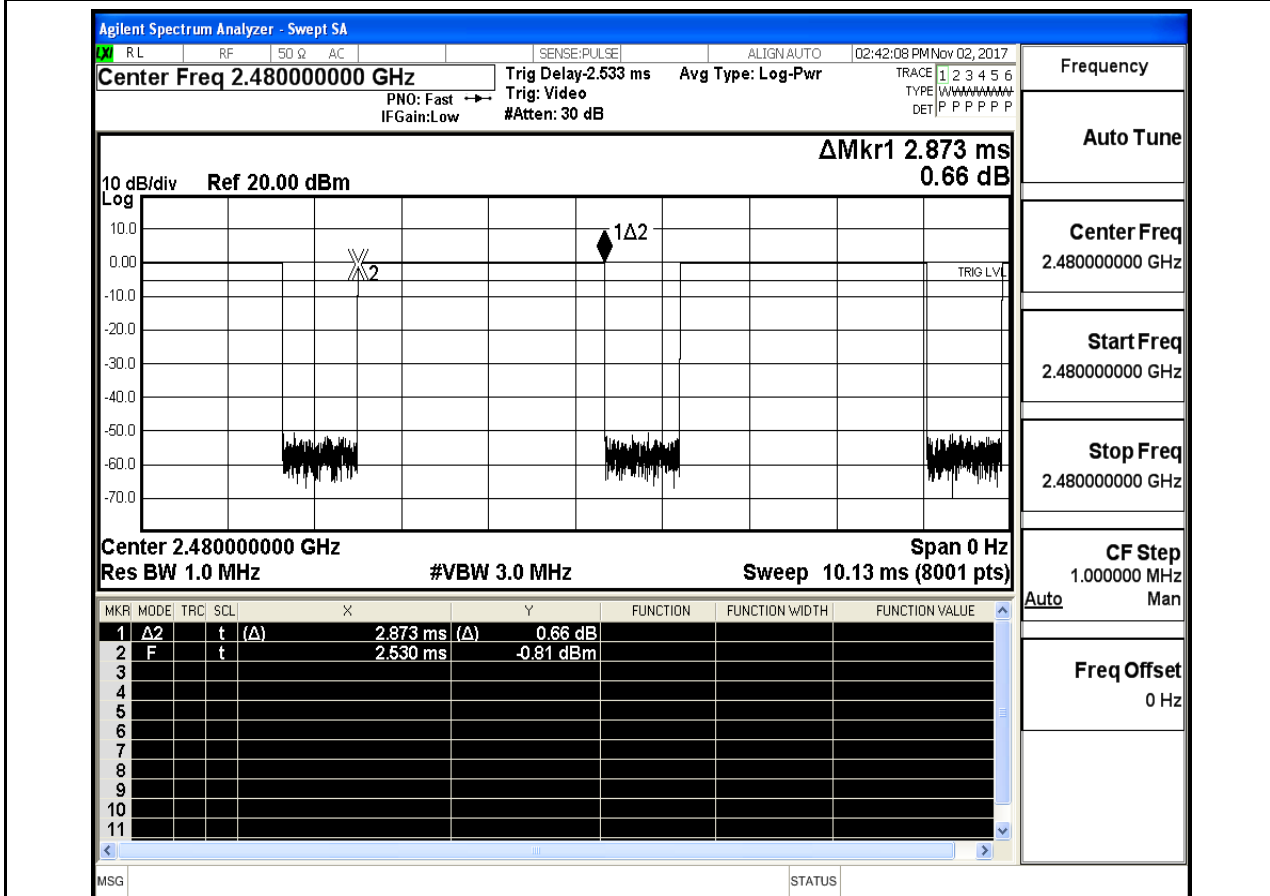 Agilent Spectrum Analyzer - Swept SA
LXI RL RF 50 Ω AC SENSE:PULSE ALIGN AUTO 02:42:08 PM Nov 02, 2017
Center Freq 2.480000000 GHz
PNO: Fast
IFGain:Low
Trig Delay-2.533 ms
Trig: Video
#Atten: 30 dB
Avg Type: Log-Pwr
TRACE 1 2 3 4 5 6
TYPE WWWWWWW
DET P P P P P P
ΔMkr1 2.873 ms
0.66 dB
10 dB/div Ref 20.00 dBm
Log
10.0
0.00
-10.0
-20.0
-30.0
-40.0
-50.0
-60.0
-70.0
1Δ2
2
TRIG LVL
Center 2.480000000 GHz Span 0 Hz
Res BW 1.0 MHz #VBW 3.0 MHz Sweep 10.13 ms (8001 pts)
MKR MODE TRC SCL X Y FUNCTION FUNCTION WIDTH FUNCTION VALUE
1 Δ2 t (Δ) 2.873 ms (Δ) 0.66 dB
2 F t 2.530 ms -0.81 dBm
3
4
5
6
7
8
9
10
11
MSG STATUS
Frequency
Auto Tune
Center Freq
2.480000000 GHz
Start Freq
2.480000000 GHz
Stop Freq
2.480000000 GHz
CF Step
1.000000 MHz
Auto Man
Freq Offset
0 Hz